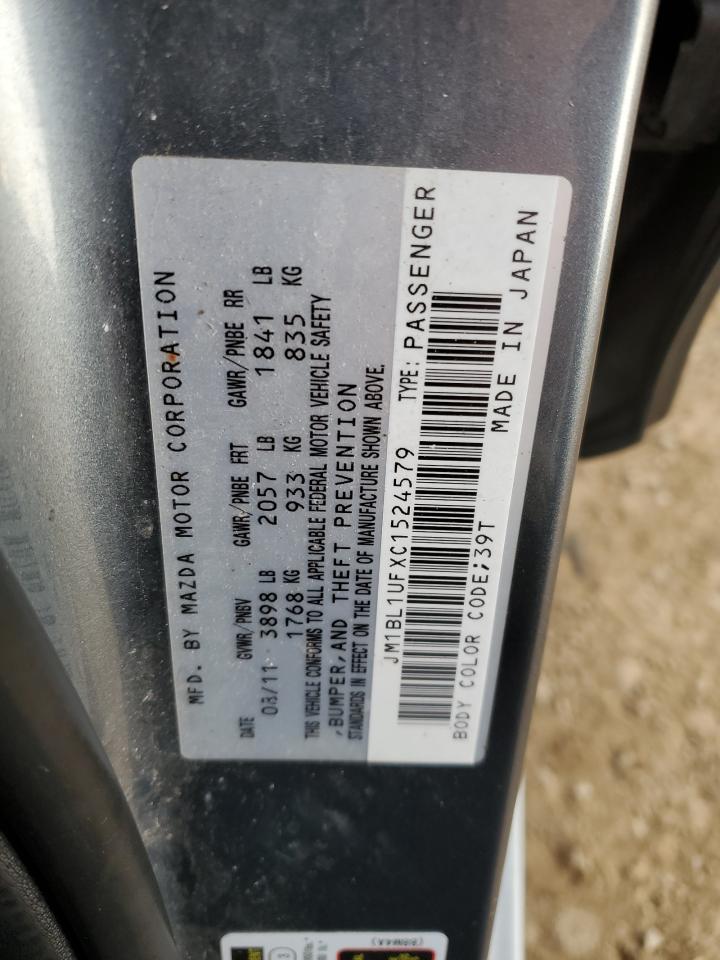 MFD. BY MAZDA MOTOR CORPORATION
DATE GVWR/PNBV GAWR/PNBE FRT GAWR/PNBE RR
08/11 3898 LB 2057 LB 1841 LB
1768 KG 933 KG 835 KG
THIS VEHICLE CONFORMS TO ALL APPLICABLE FEDERAL MOTOR VEHICLE SAFETY
,BUMPER,AND THEFT PREVENTION
STANDARDS IN EFFECT ON THE DATE OF MANUFACTURE SHOWN ABOVE.
JM1BL1UFXC1524579 TYPE: PASSENGER
BODY COLOR CODE;39T MADE IN JAPAN